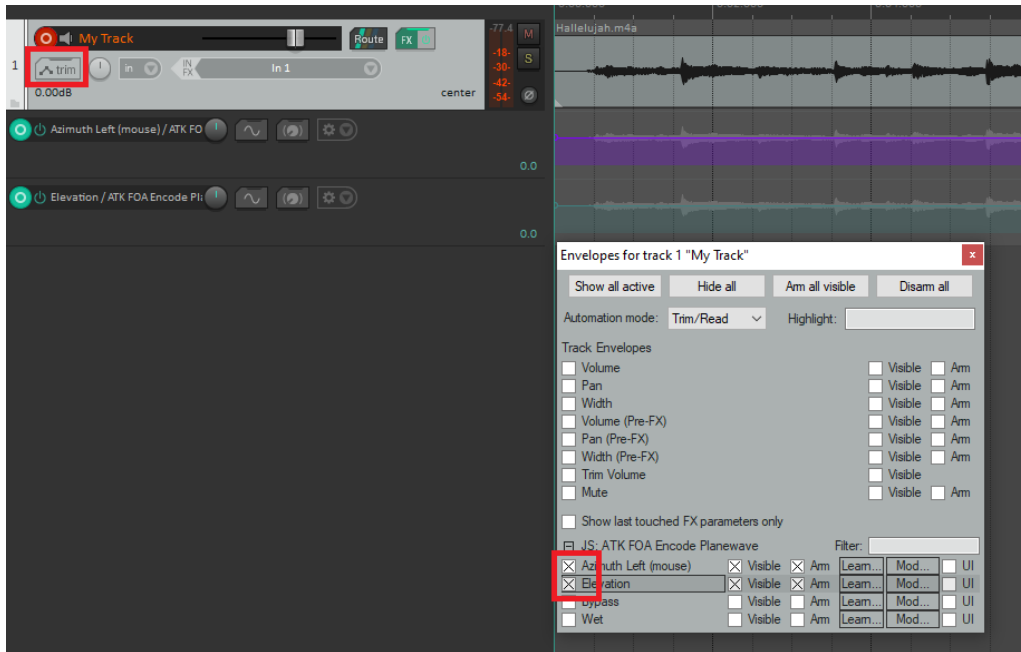 Hallelujah.m4a
My Track
Route
FX
-77.4
M
-18-
S
-30-
-42-
-54-
1
trim
in
IN
FX
In 1
0.00dB
center
Azimuth Left (mouse) / ATK FO
0.0
Elevation / ATK FOA Encode Pl
0.0
Envelopes for track 1 "My Track"
x
Show all active
Hide all
Arm all visible
Disarm all
Automation mode:
Trim/Read
Highlight:
Track Envelopes
Volume Visible Arm
Pan Visible Arm
Width Visible Arm
Volume (Pre-FX) Visible Arm
Pan (Pre-FX) Visible Arm
Width (Pre-FX) Visible Arm
Trim Volume Visible
Mute Visible Arm
Show last touched FX parameters only
JS: ATK FOA Encode Planewave Filter:
Azimuth Left (mouse) Visible Arm Learn... Mod... UI
Elevation Visible Arm Learn... Mod... UI
Bypass Visible Arm Learn... Mod... UI
Wet Visible Arm Learn... Mod... UI